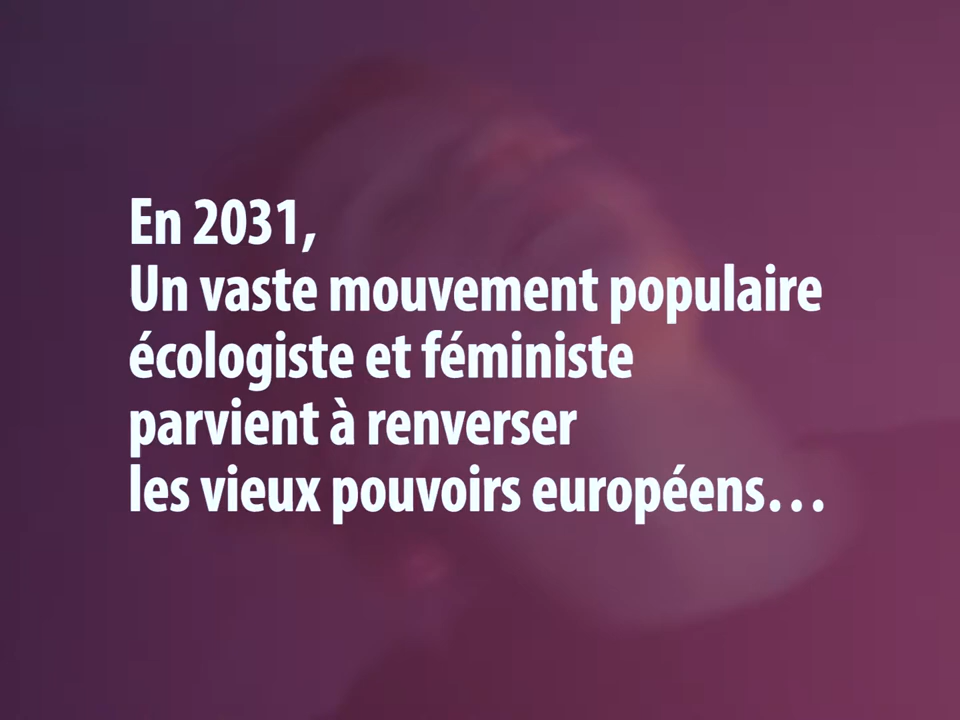 En 2031,
Un vaste mouvement populaire
écologiste et féministe
parvient à renverser
les vieux pouvoirs européens…